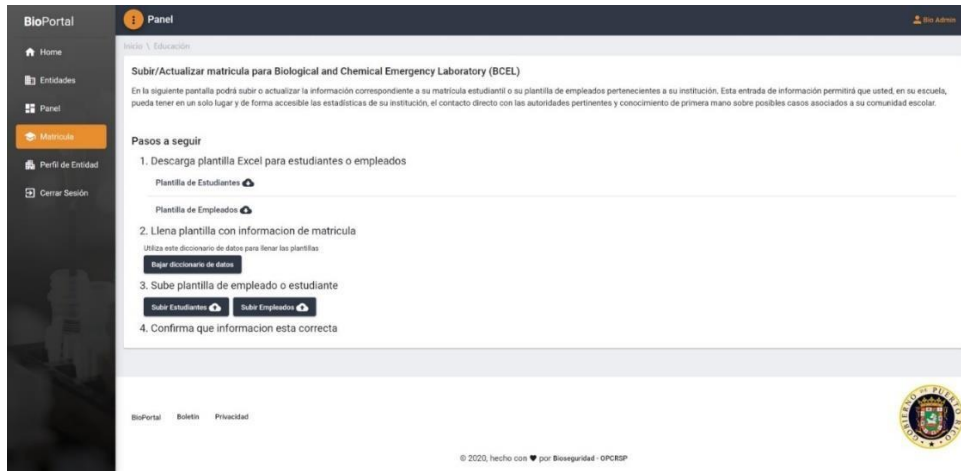 BioPortal
Panel
Bio Admin
Home
Entidades
Panel
Matricula
Perfil de Entidad
Cerrar Sesión
Inicio \ Educación
Subir/Actualizar matricula para Biological and Chemical Emergency Laboratory (BCEL)
En la siguiente pantalla podrá subir o actualizar la información correspondiente a su matrícula estudiantil o su plantilla de empleados pertenecientes a su institución. Esta entrada de información permitirá que usted, en su escuela,
pueda tener en un solo lugar y de forma accesible las estadísticas de su institución, el contacto directo con las autoridades pertinentes y conocimiento de primera mano sobre posibles casos asociados a su comunidad escolar.
Pasos a seguir
1. Descarga plantilla Excel para estudiantes o empleados
Plantilla de Estudiantes
Plantilla de Empleados
2. Llena plantilla con informacion de matricula
Utiliza este diccionario de datos para llenar las plantillas
Bajar diccionario de datos
3. Sube plantilla de empleado o estudiante
Subir Estudiantes Subir Empleados
4. Confirma que informacion esta correcta
BioPortal Boletín Privacidad
GOBIERNO DE PUERTO RICO
© 2020, hecho con ♥ por Bioseguridad - OPCRSP